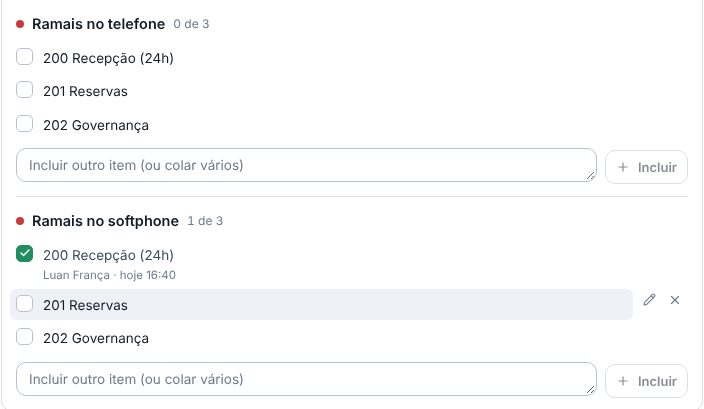 Ramais no telefone 0 de 3
200 Recepção (24h)
201 Reservas
202 Governança
Incluir outro item (ou colar vários)
+ Incluir
Ramais no softphone 1 de 3
200 Recepção (24h)
Luan França · hoje 16:40
201 Reservas
202 Governança
Incluir outro item (ou colar vários)
+ Incluir